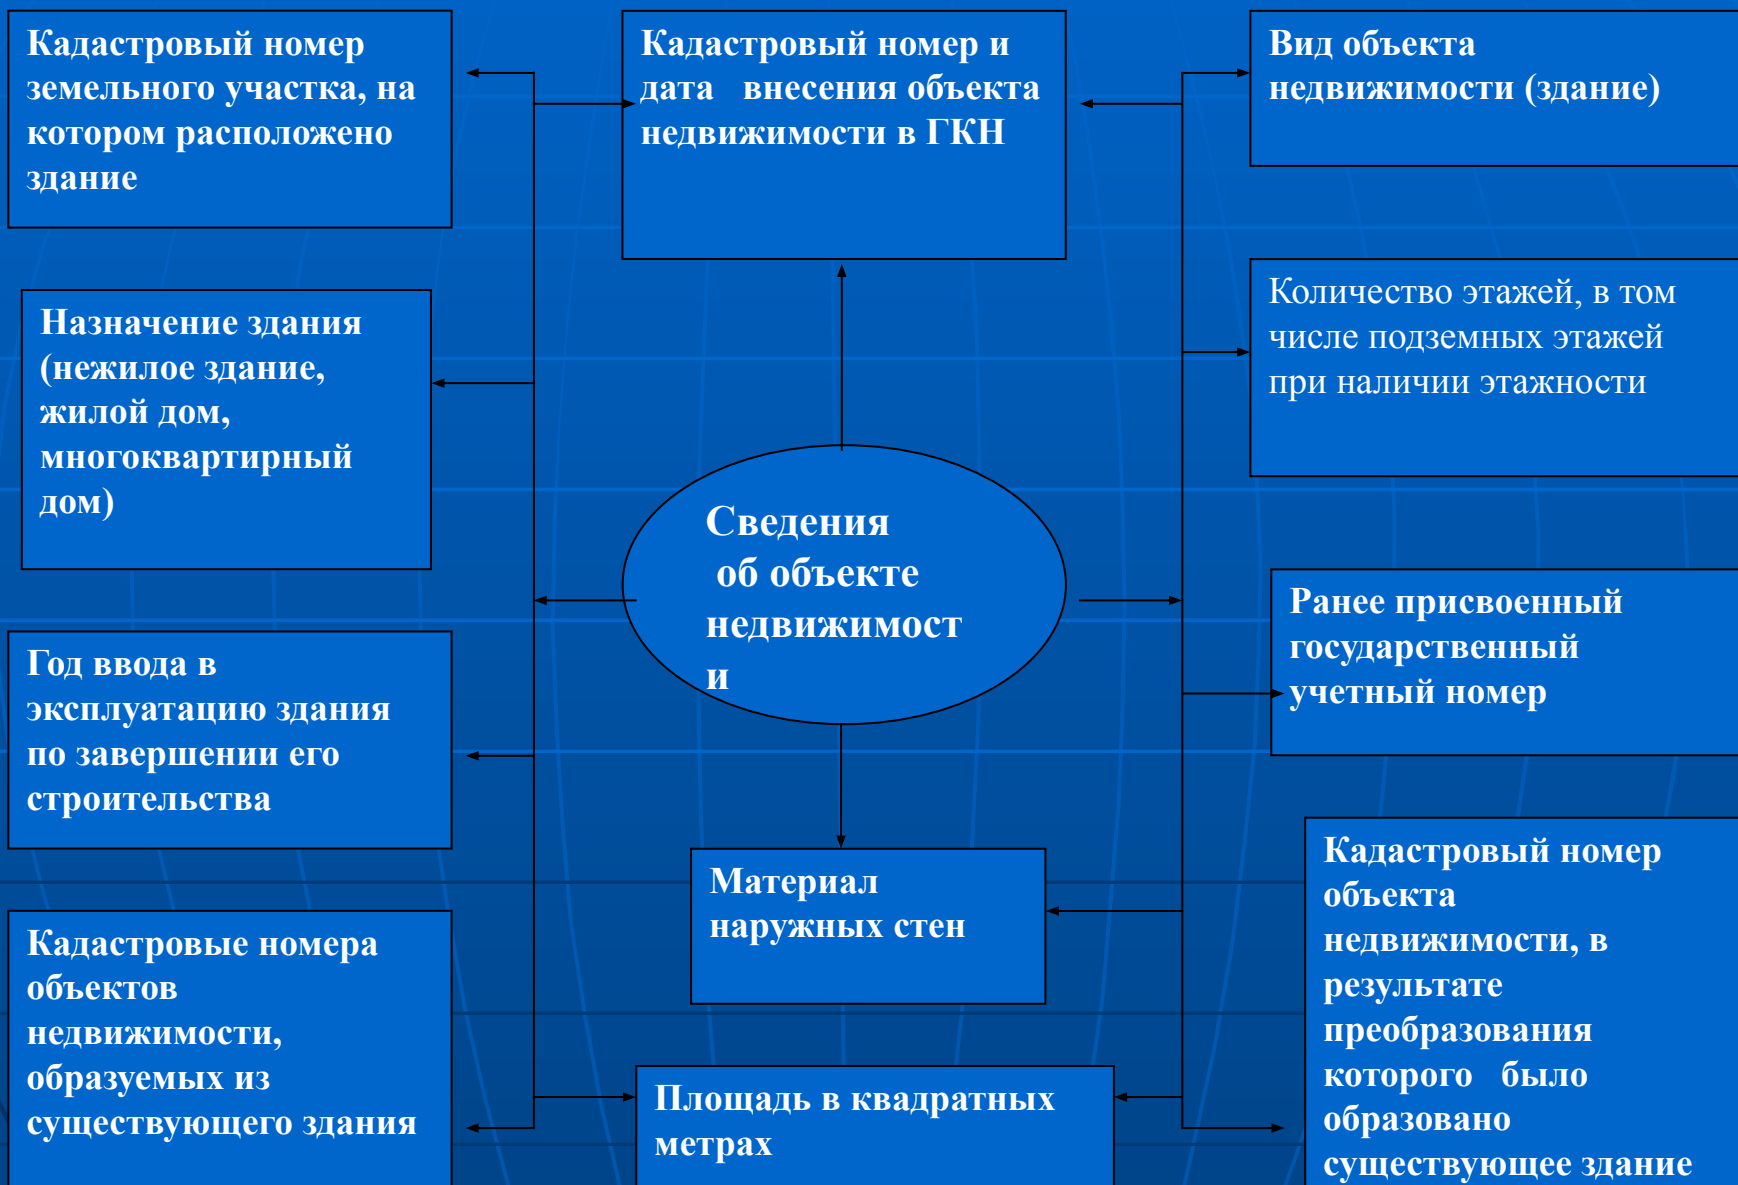 Кадастровый номер
земельного участка, на
котором расположено
здание
Кадастровый номер и
дата внесения объекта
недвижимости в ГКН
Вид объекта
недвижимости (здание)
Назначение здания
(нежилое здание,
жилой дом,
многоквартирный
дом)
Количество этажей, в том
числе подземных этажей
при наличии этажности
Сведения
об объекте
недвижимост
и
Ранее присвоенный
государственный
учетный номер
Год ввода в
эксплуатацию здания
по завершении его
строительства
Материал
наружных стен
Кадастровый номер
объекта
недвижимости, в
результате
преобразования
которого было
образовано
существующее здание
Кадастровые номера
объектов
недвижимости,
образуемых из
существующего здания
Площадь в квадратных
метрах